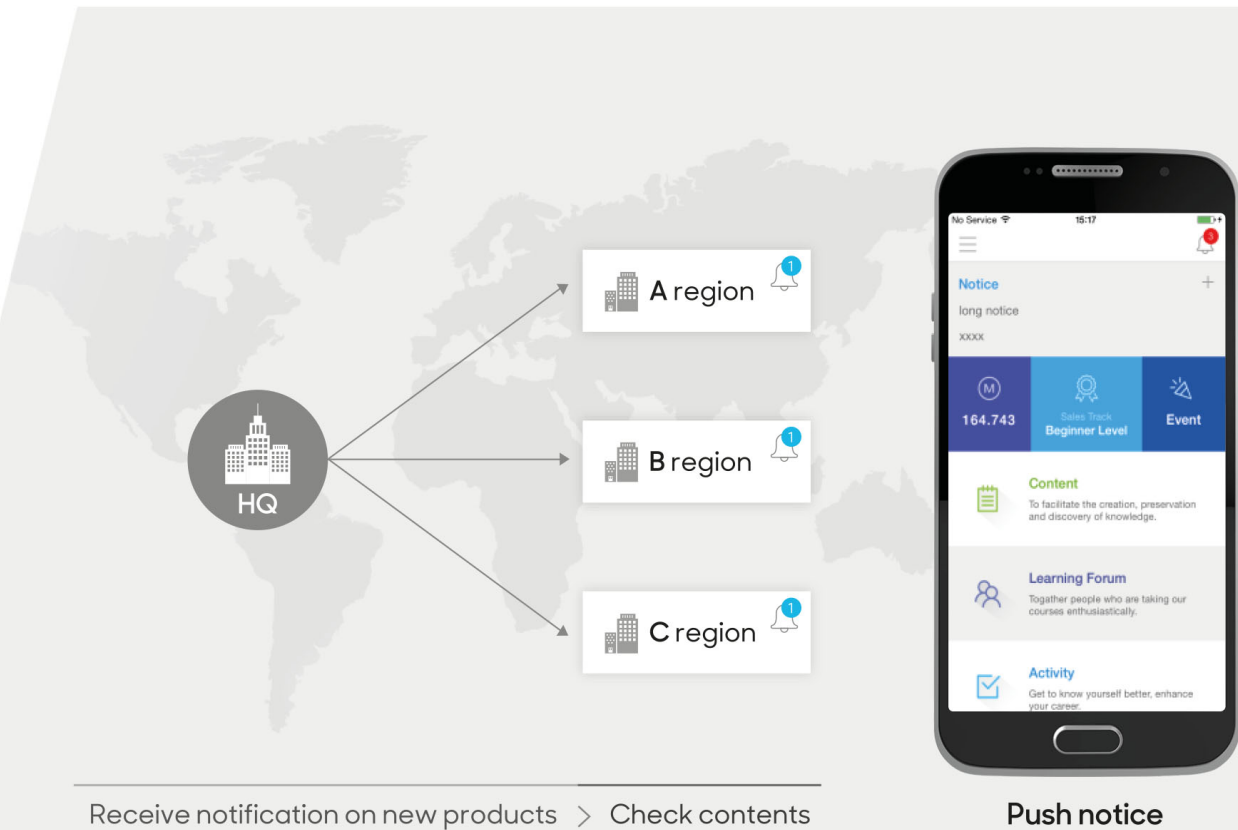 HQ
A region
1
B region
1
C region
1
Receive notification on new products > Check contents
No Service 15:17
3
Notice
+
long notice
xxxx
M
164.743
Sales Track
Beginner Level
Event
Content
To facilitate the creation, preservation
and discovery of knowledge.
Learning Forum
Togather people who are taking our
courses enthusiastically.
Activity
Get to know yourself better, enhance
your career.
Push notice